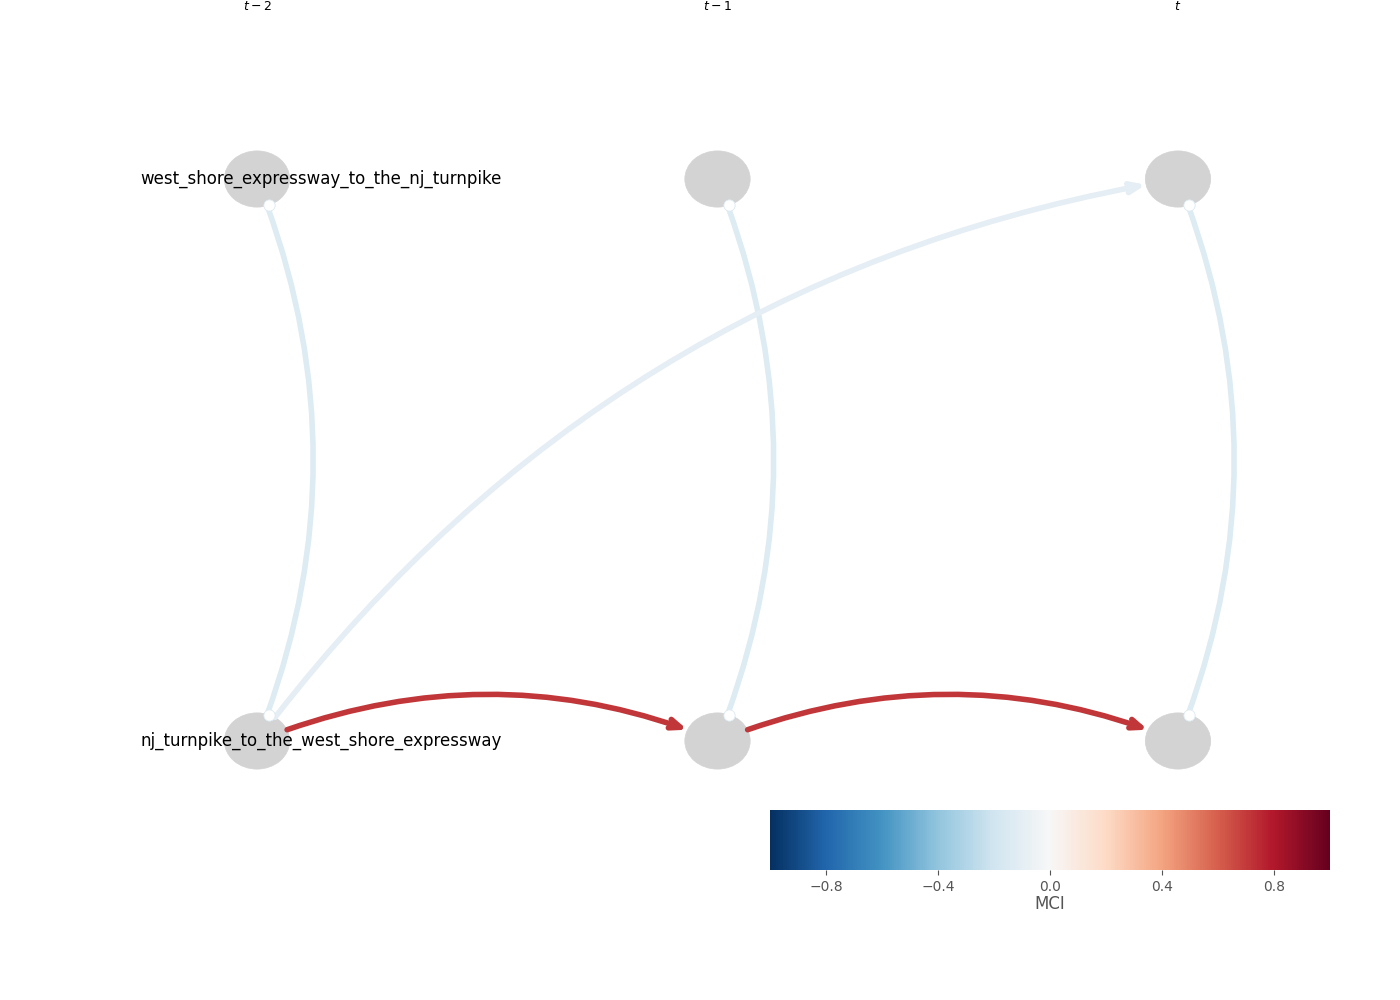 t − 2 t − 1 t
west_shore_expressway_to_the_nj_turnpike
nj_turnpike_to_the_west_shore_expressway
−0.8 −0.4 0.0 0.4 0.8
MCI